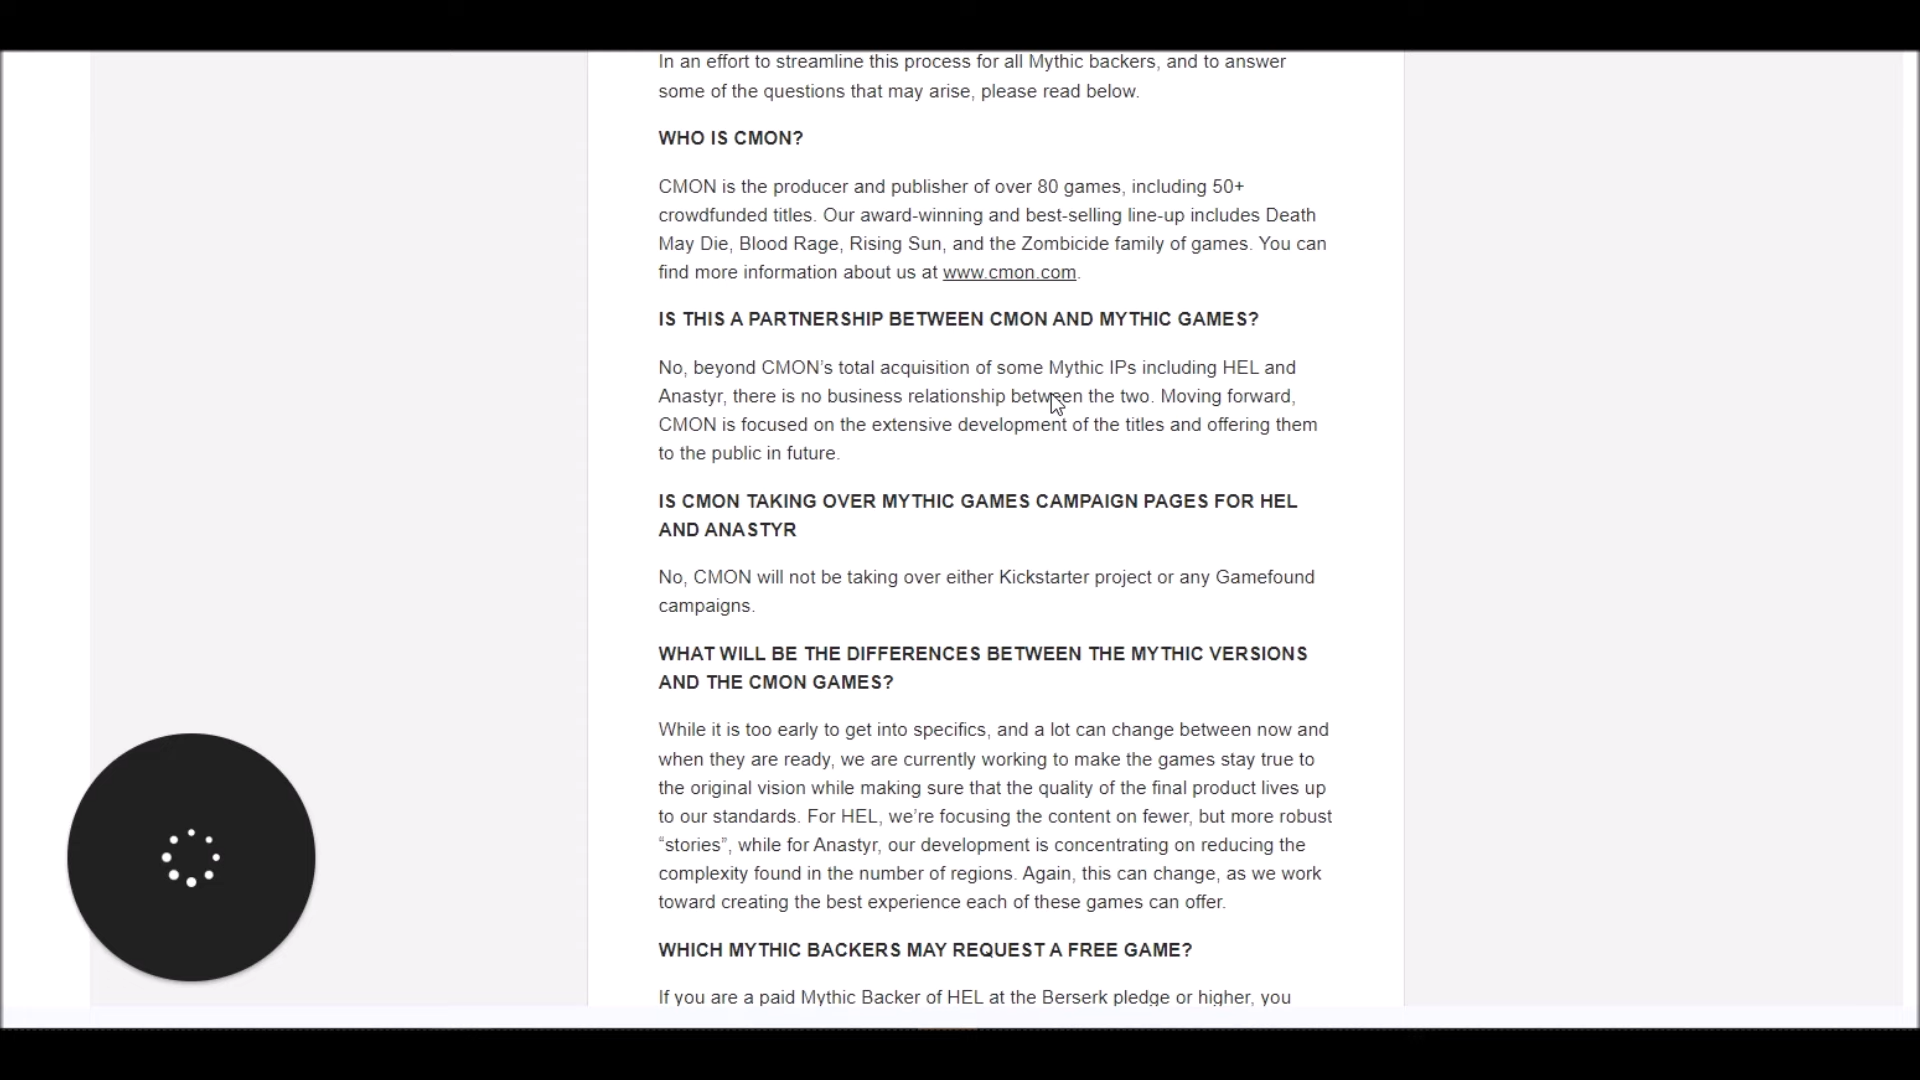 In an effort to streamline this process for all Mythic backers, and to answer
some of the questions that may arise, please read below.
WHO IS CMON?
CMON is the producer and publisher of over 80 games, including 50+
crowdfunded titles. Our award-winning and best-selling line-up includes Death
May Die, Blood Rage, Rising Sun, and the Zombicide family of games. You can
find more information about us at www.cmon.com.
IS THIS A PARTNERSHIP BETWEEN CMON AND MYTHIC GAMES?
No, beyond CMON’s total acquisition of some Mythic IPs including HEL and
Anastyr, there is no business relationship between the two. Moving forward,
CMON is focused on the extensive development of the titles and offering them
to the public in future.
IS CMON TAKING OVER MYTHIC GAMES CAMPAIGN PAGES FOR HEL
AND ANASTYR
No, CMON will not be taking over either Kickstarter project or any Gamefound
campaigns.
WHAT WILL BE THE DIFFERENCES BETWEEN THE MYTHIC VERSIONS
AND THE CMON GAMES?
While it is too early to get into specifics, and a lot can change between now and
when they are ready, we are currently working to make the games stay true to
the original vision while making sure that the quality of the final product lives up
to our standards. For HEL, we’re focusing the content on fewer, but more robust
“stories”, while for Anastyr, our development is concentrating on reducing the
complexity found in the number of regions. Again, this can change, as we work
toward creating the best experience each of these games can offer.
WHICH MYTHIC BACKERS MAY REQUEST A FREE GAME?
If you are a paid Mythic Backer of HEL at the Berserk pledge or higher, you